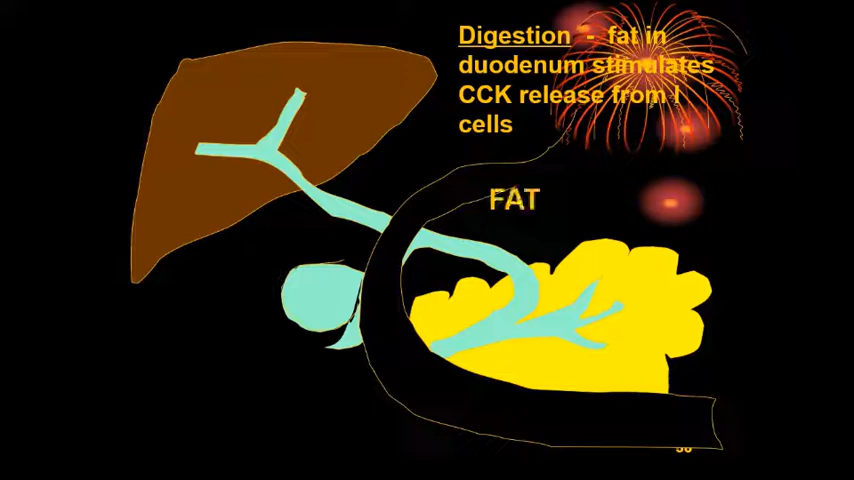 Digestion - fat in
duodenum stimulates
CCK release from I
cells
FAT